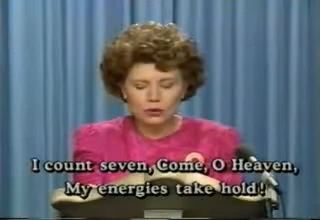 I count seven, Come, O Heaven,
My energies take hold!